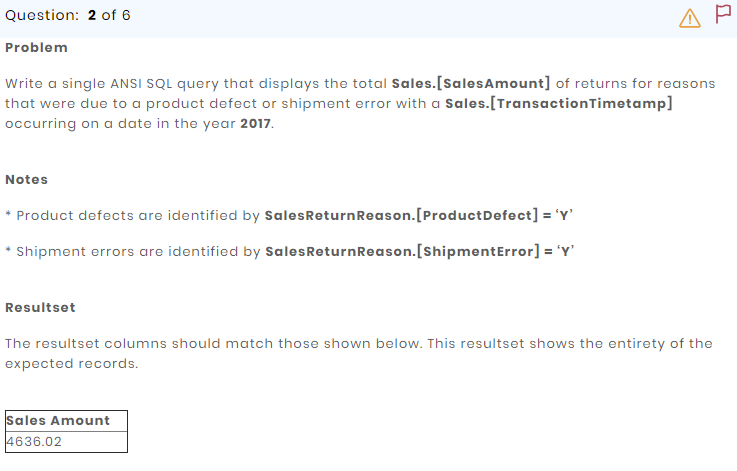 Question: 2 of 6
Problem
Write a single ANSI SQL query that displays the total Sales.[SalesAmount] of returns for reasons
that were due to a product defect or shipment error with a Sales.[TransactionTimetamp]
occurring on a date in the year 2017.
Notes
* Product defects are identified by SalesReturnReason.[ProductDefect] = ‘Y’
* Shipment errors are identified by SalesReturnReason.[ShipmentError] = ‘Y’
Resultset
The resultset columns should match those shown below. This resultset shows the entirety of the
expected records.
Sales Amount
4636.02